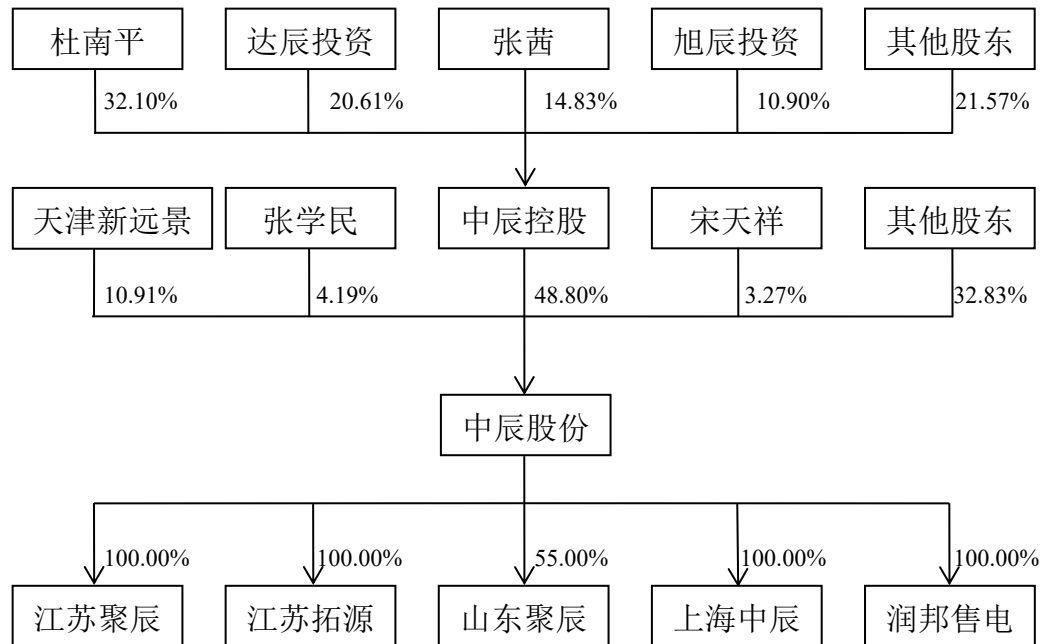 杜南平 达辰投资 张茜 旭辰投资 其他股东
32.10% 20.61% 14.83% 10.90% 21.57%
天津新远景 张学民 中辰控股 宋天祥 其他股东
10.91% 4.19% 48.80% 3.27% 32.83%
中辰股份
100.00% 100.00% 55.00% 100.00% 100.00%
江苏聚辰 江苏拓源 山东聚辰 上海中辰 润邦售电